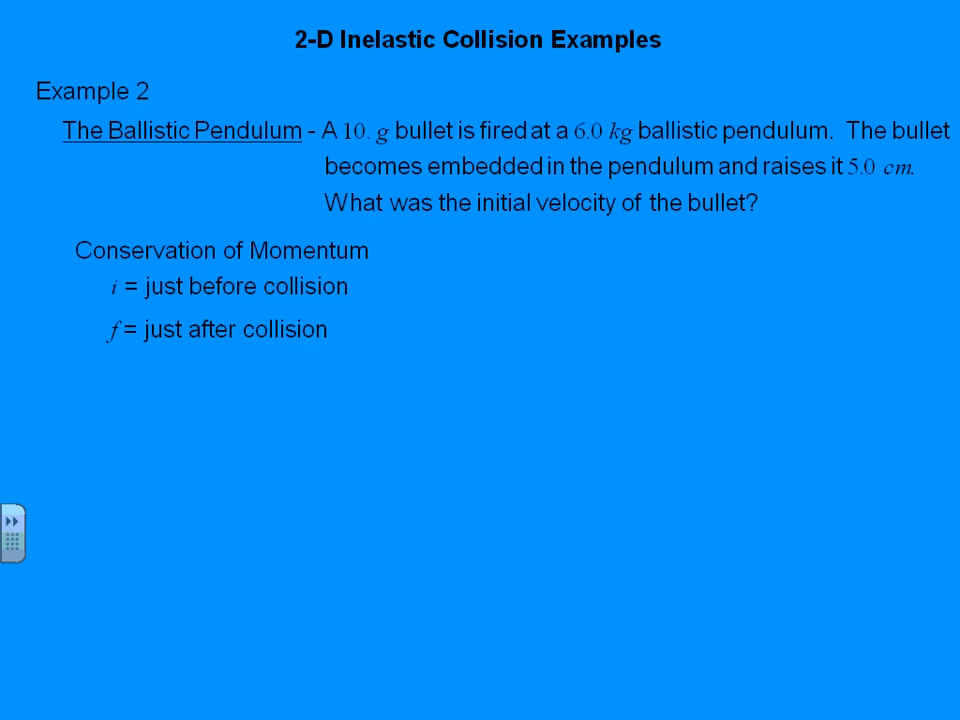 2-D Inelastic Collision Examples
Example 2
The Ballistic Pendulum - A 10. g bullet is fired at a 6.0 kg ballistic pendulum. The bullet
becomes embedded in the pendulum and raises it 5.0 cm.
What was the initial velocity of the bullet?
Conservation of Momentum
i = just before collision
f = just after collision